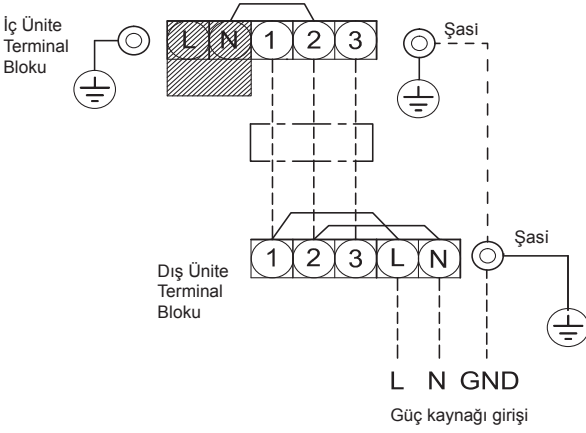 İç Ünite
Terminal
Bloku
L N 1 2 3
Şasi
1 2 3 L N
Şasi
Dış Ünite
Terminal
Bloku
L N GND
Güç kaynağı girişi